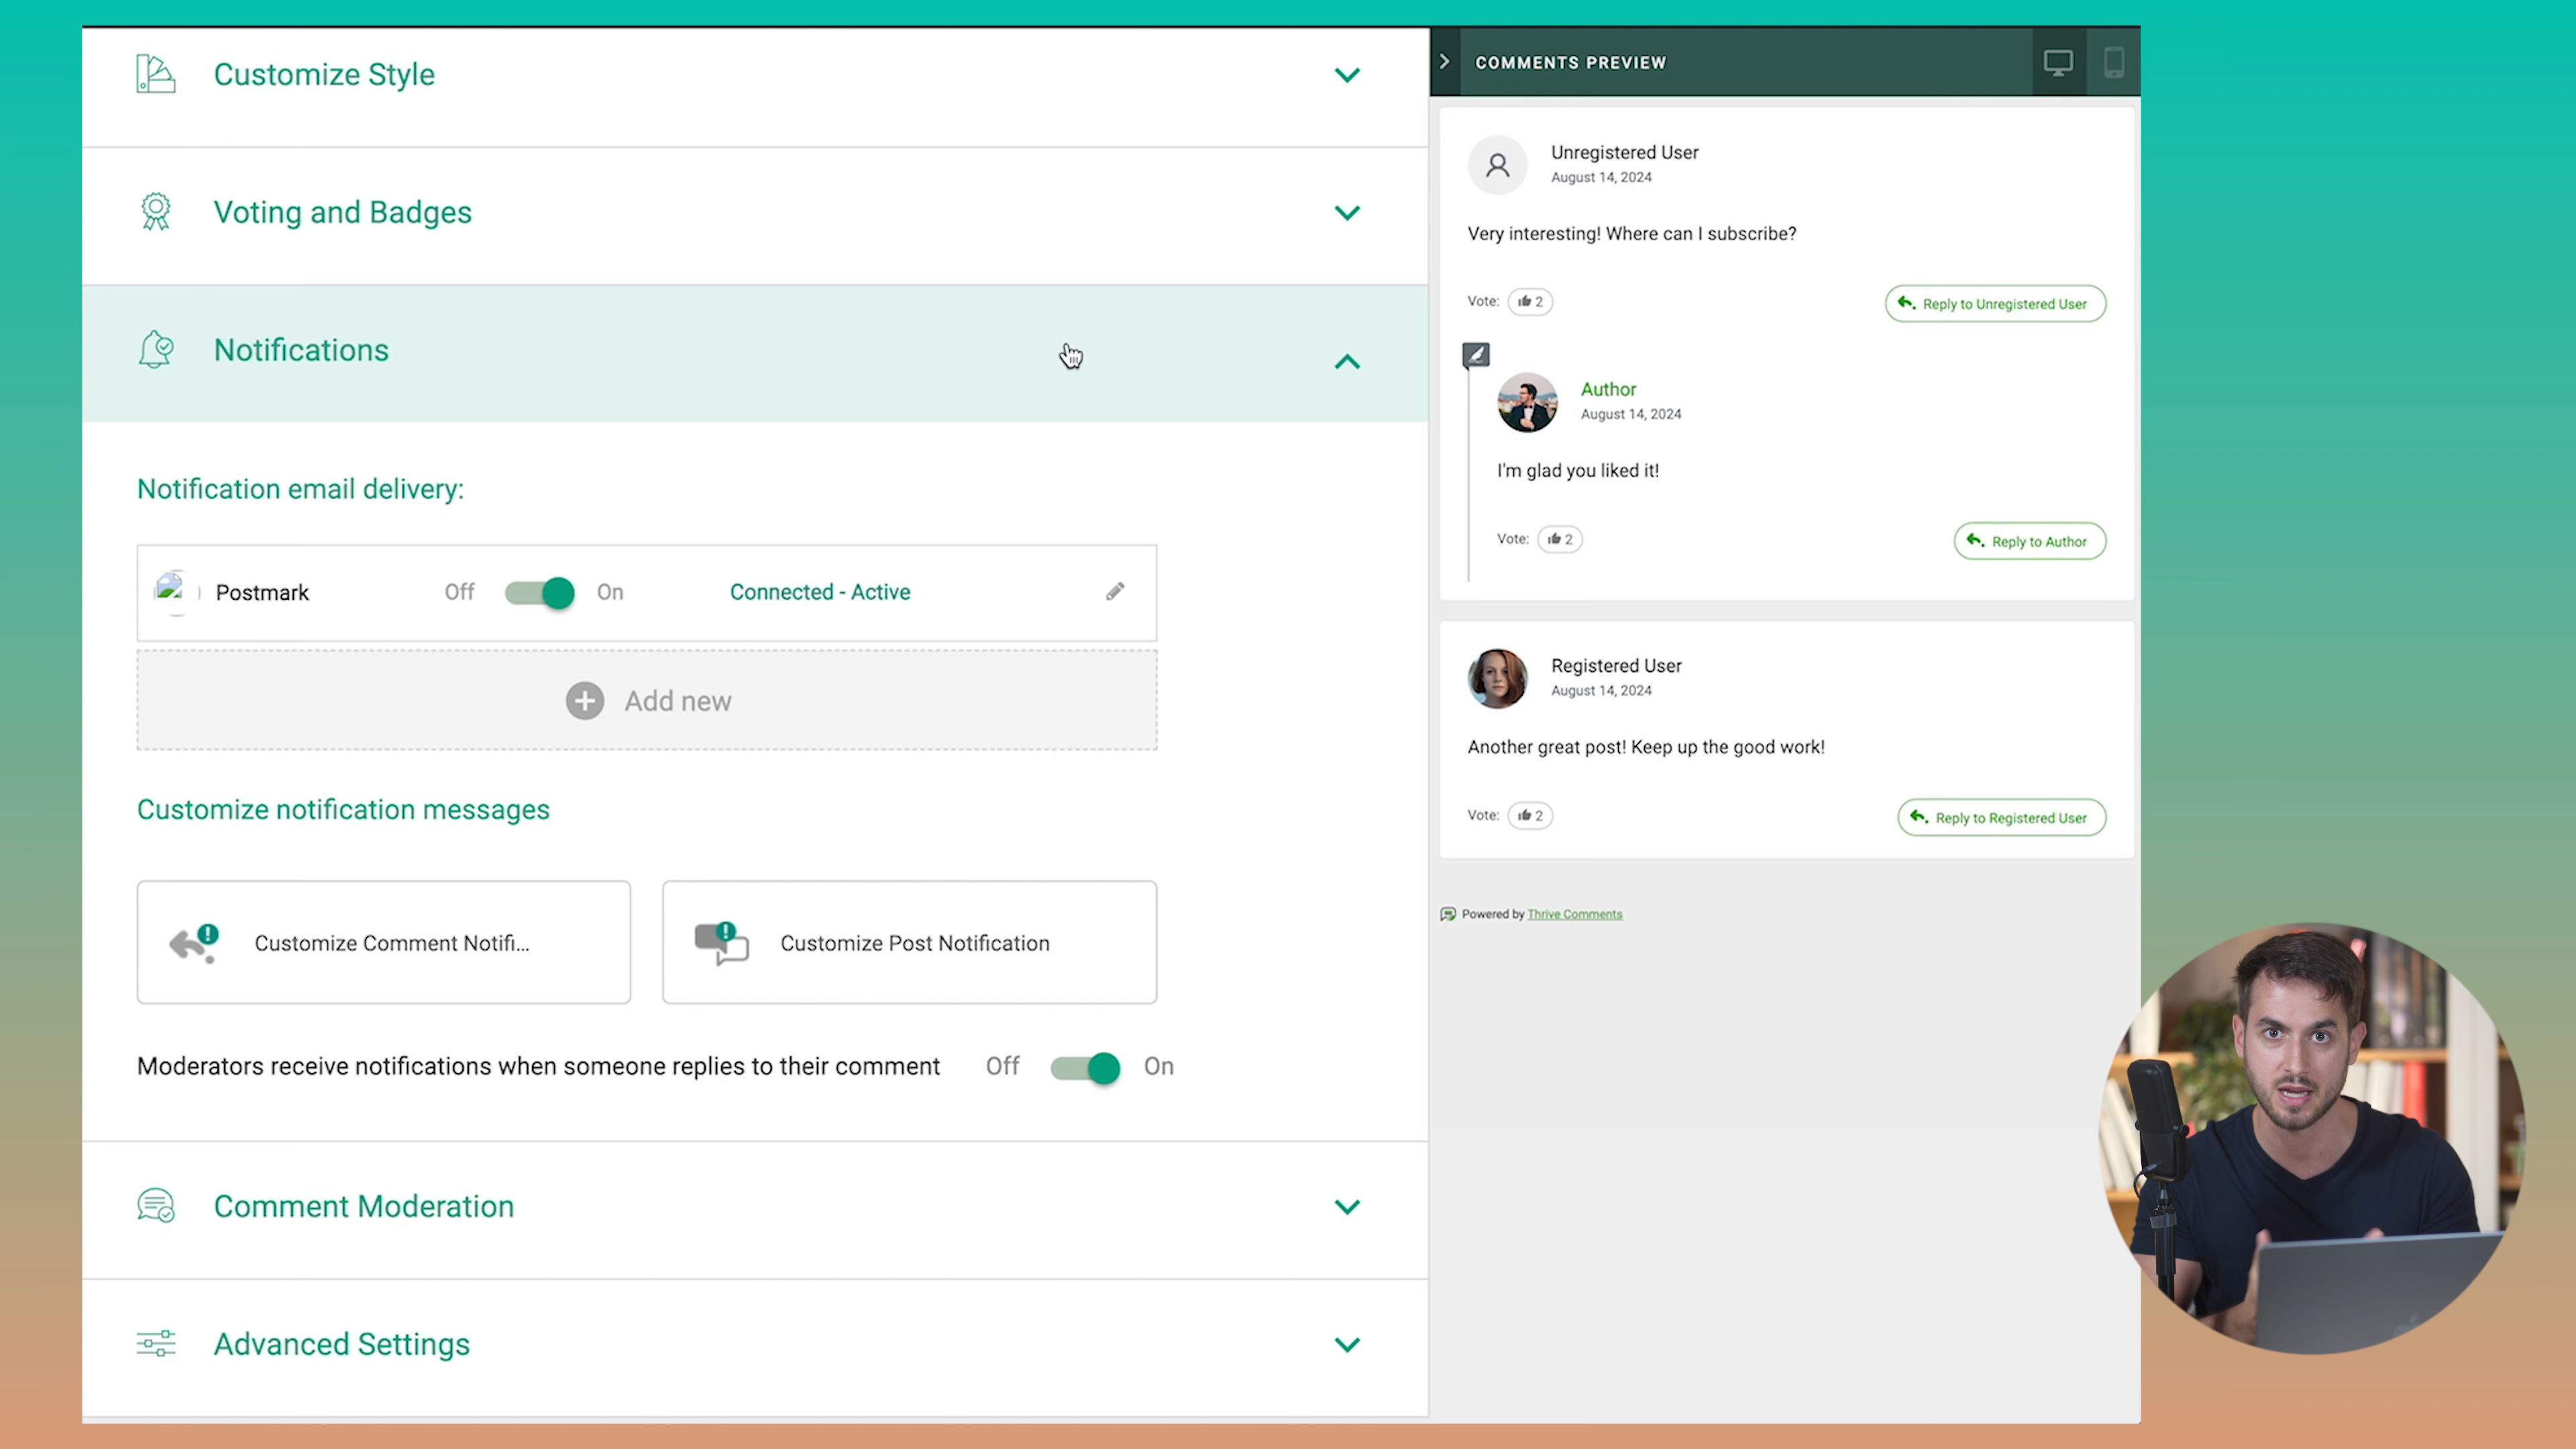 Customize Style
Voting and Badges
Notifications
Notification email delivery:
Postmark Off On Connected - Active
Add new
Customize notification messages
Customize Comment Notifi...
Customize Post Notification
Moderators receive notifications when someone replies to their comment Off On
Comment Moderation
Advanced Settings
COMMENTS PREVIEW
Unregistered User
August 14, 2024
Very interesting! Where can I subscribe?
Vote: 2
Reply to Unregistered User
Author
August 14, 2024
I'm glad you liked it!
Vote: 2
Reply to Author
Registered User
August 14, 2024
Another great post! Keep up the good work!
Vote: 2
Reply to Registered User
Powered by Thrive Comments